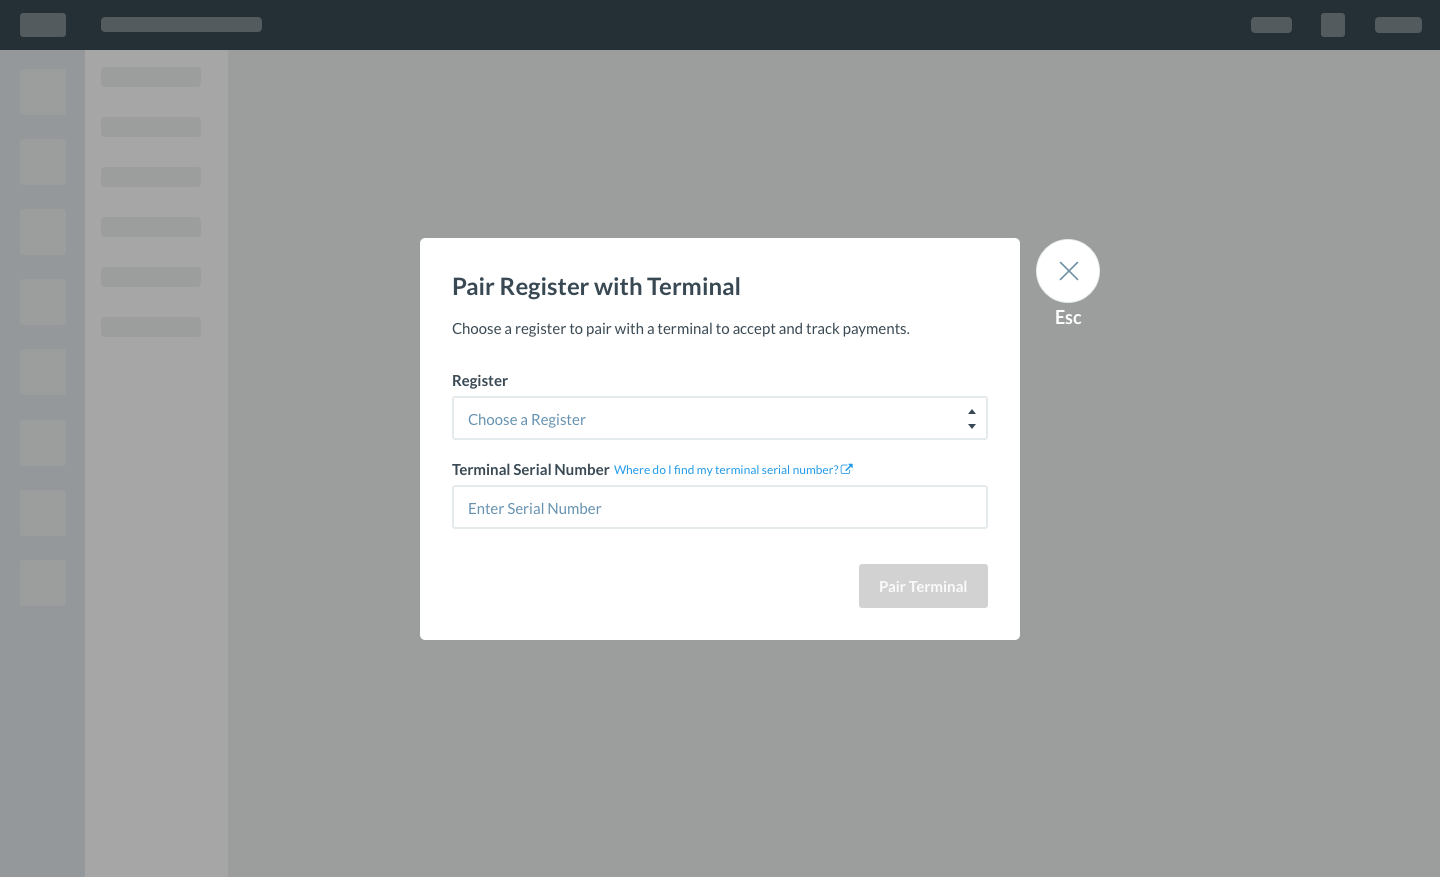 Pair Register with Terminal
Esc
Choose a register to pair with a terminal to accept and track payments.
Register
Choose a Register
Terminal Serial Number Where do I find my terminal serial number?
Enter Serial Number
Pair Terminal